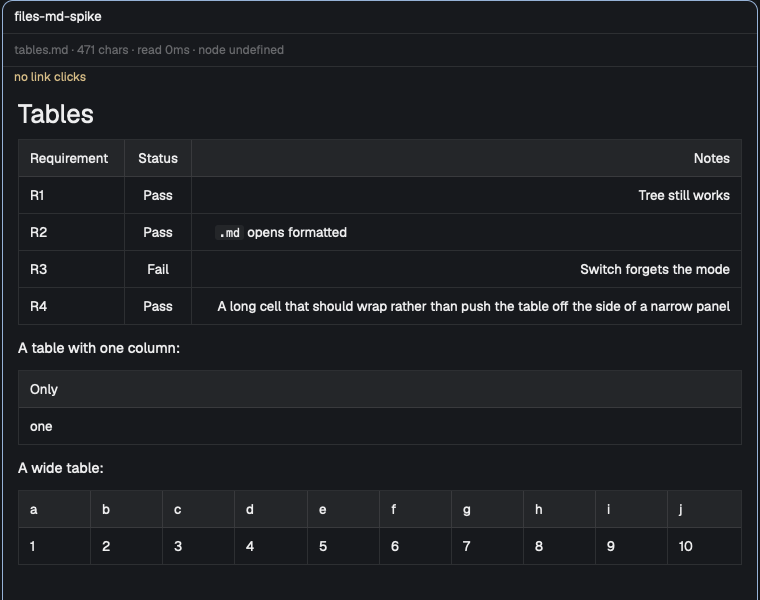 files-md-spike
tables.md · 471 chars · read 0ms · node undefined
no link clicks
Tables
Requirement Status Notes
R1 Pass Tree still works
R2 Pass .md opens formatted
R3 Fail Switch forgets the mode
R4 Pass A long cell that should wrap rather than push the table off the side of a narrow panel
A table with one column:
Only
one
A wide table:
a b c d e f g h i j
1 2 3 4 5 6 7 8 9 10